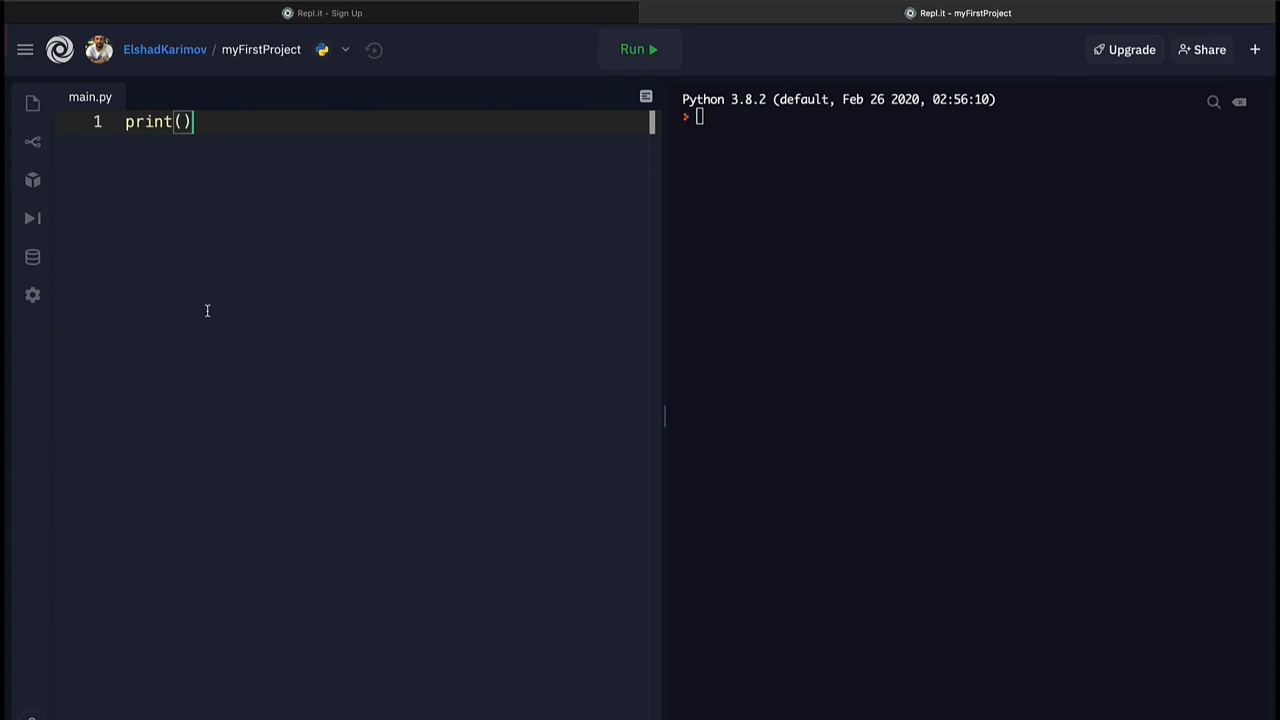 Repl.it - Sign Up
Repl.it - myFirstProject
ElshadKarimov / myFirstProject
Run
Upgrade
Share
main.py
1 print()
Python 3.8.2 (default, Feb 26 2020, 02:56:10)